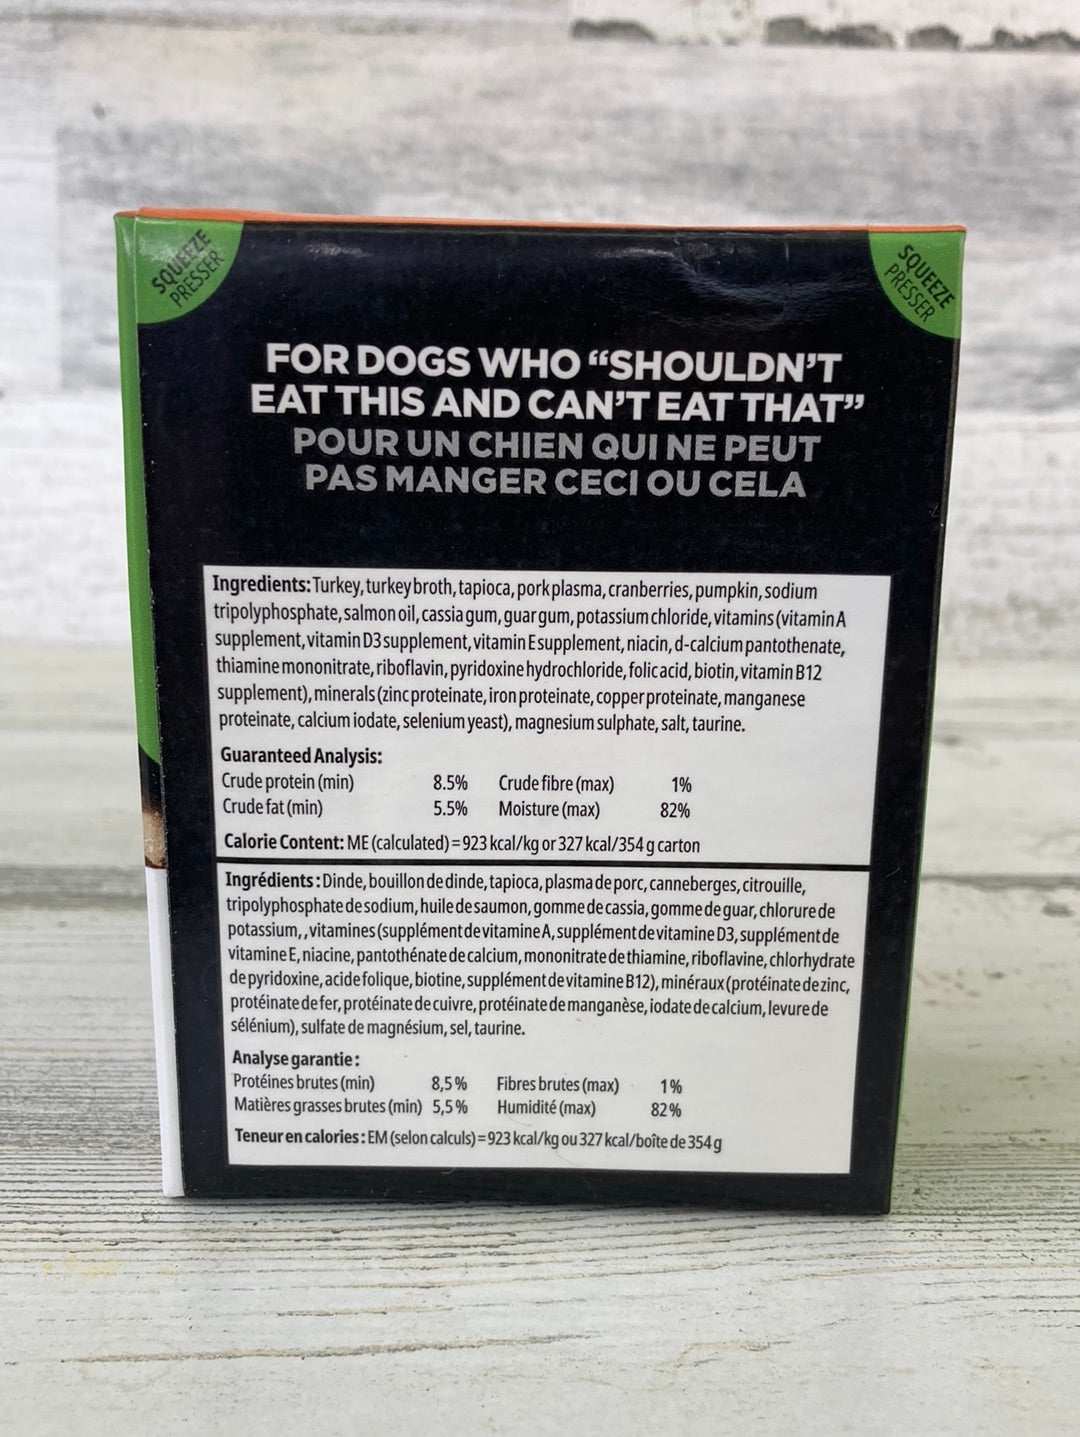 SQUEEZE
PRESSER
SQUEEZE
PRESSER
FOR DOGS WHO “SHOULDN’T
EAT THIS AND CAN’T EAT THAT”
POUR UN CHIEN QUI NE PEUT
PAS MANGER CECI OU CELA
Ingredients: Turkey, turkey broth, tapioca, pork plasma, cranberries, pumpkin, sodium
tripolyphosphate, salmon oil, cassia gum, guar gum, potassium chloride, vitamins (vitamin A
supplement, vitamin D3 supplement, vitamin E supplement, niacin, d-calcium pantothenate,
thiamine mononitrate, riboflavin, pyridoxine hydrochloride, folic acid, biotin, vitamin B12
supplement), minerals (zinc proteinate, iron proteinate, copper proteinate, manganese
proteinate, calcium iodate, selenium yeast), magnesium sulphate, salt, taurine.
Guaranteed Analysis:
Crude protein (min) 8.5% Crude fibre (max) 1%
Crude fat (min) 5.5% Moisture (max) 82%
Calorie Content: ME (calculated) = 923 kcal/kg or 327 kcal/354 g carton
Ingrédients : Dinde, bouillon de dinde, tapioca, plasma de porc, canneberges, citrouille,
tripolyphosphate de sodium, huile de saumon, gomme de cassia, gomme de guar, chlorure de
potassium,, vitamines (supplément de vitamine A, supplément de vitamine D3, supplément de
vitamine E, niacine, pantothénate de calcium, mononitrate de thiamine, riboflavine, chlorhydrate
de pyridoxine, acide folique, biotine, supplément de vitamine B12), minéraux (protéinate de zinc,
protéinate de fer, protéinate de cuivre, protéinate de manganèse, iodate de calcium, levure de
sélénium), sulfate de magnésium, sel, taurine.
Analyse garantie :
Protéines brutes (min) 8,5 % Fibres brutes (max) 1 %
Matières grasses brutes (min) 5,5 % Humidité (max) 82 %
Teneur en calories : EM (selon calculs) = 923 kcal/kg ou 327 kcal/boîte de 354 g